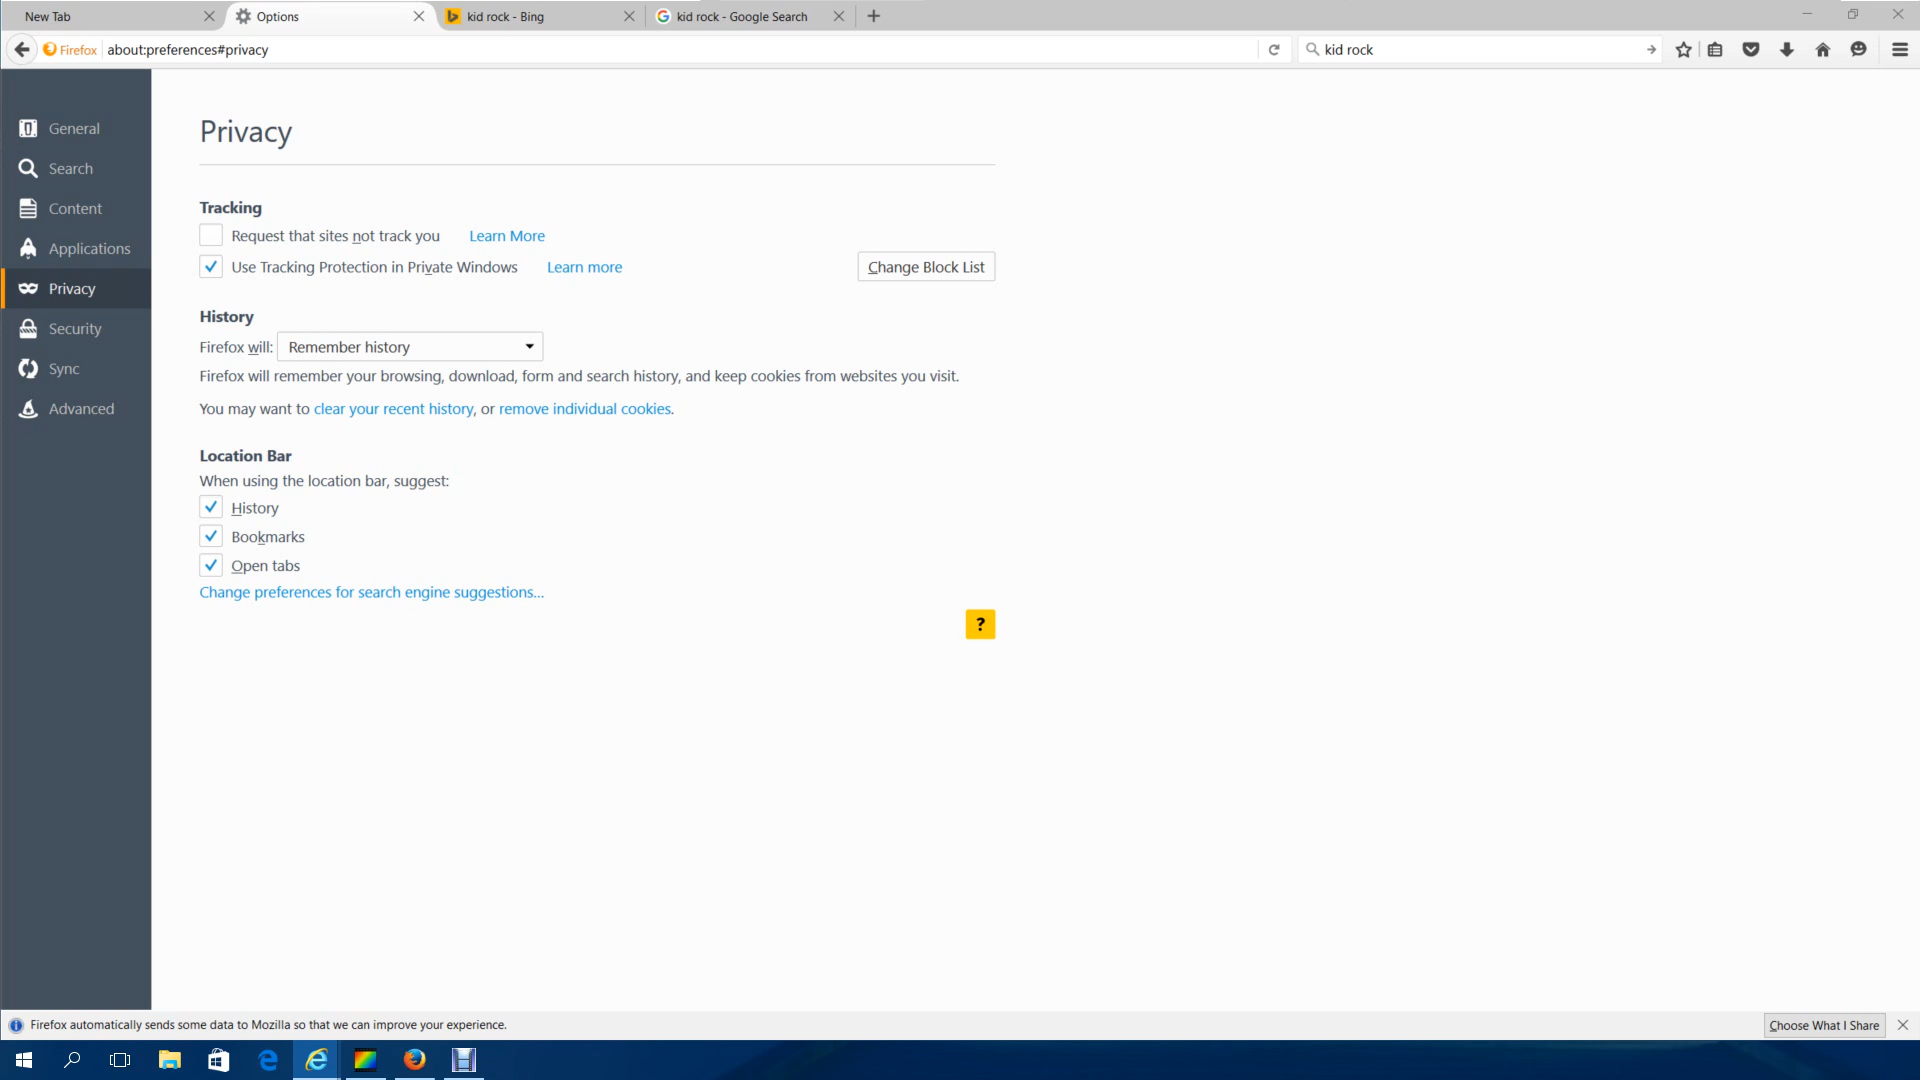 New Tab
Options
kid rock - Bing
kid rock - Google Search
Firefox
about:preferences#privacy
kid rock
General
Search
Content
Applications
Privacy
Security
Sync
Advanced
Privacy
Tracking
Request that sites not track you Learn More
Use Tracking Protection in Private Windows Learn more Change Block List
History
Firefox will: Remember history
Firefox will remember your browsing, download, form and search history, and keep cookies from websites you visit.
You may want to clear your recent history, or remove individual cookies.
Location Bar
When using the location bar, suggest:
History
Bookmarks
Open tabs
Change preferences for search engine suggestions...
?
Firefox automatically sends some data to Mozilla so that we can improve your experience.
Choose What I Share